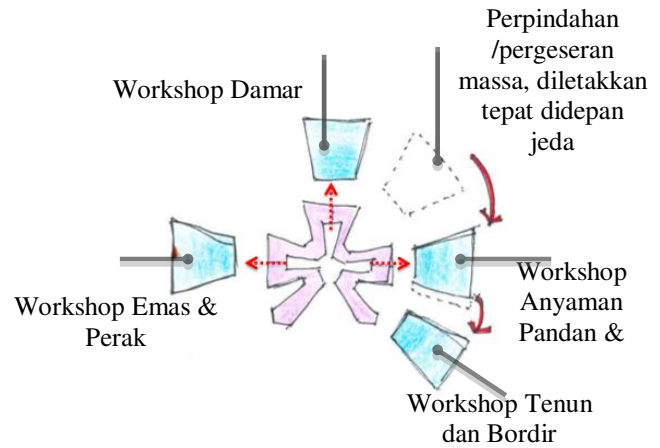 Perpindahan
/pergeseran
massa, diletakkan
tepat didepan
jeda
Workshop Damar
Workshop Emas &
Perak
Workshop
Anyaman
Pandan &
Workshop Tenun
dan Bordir